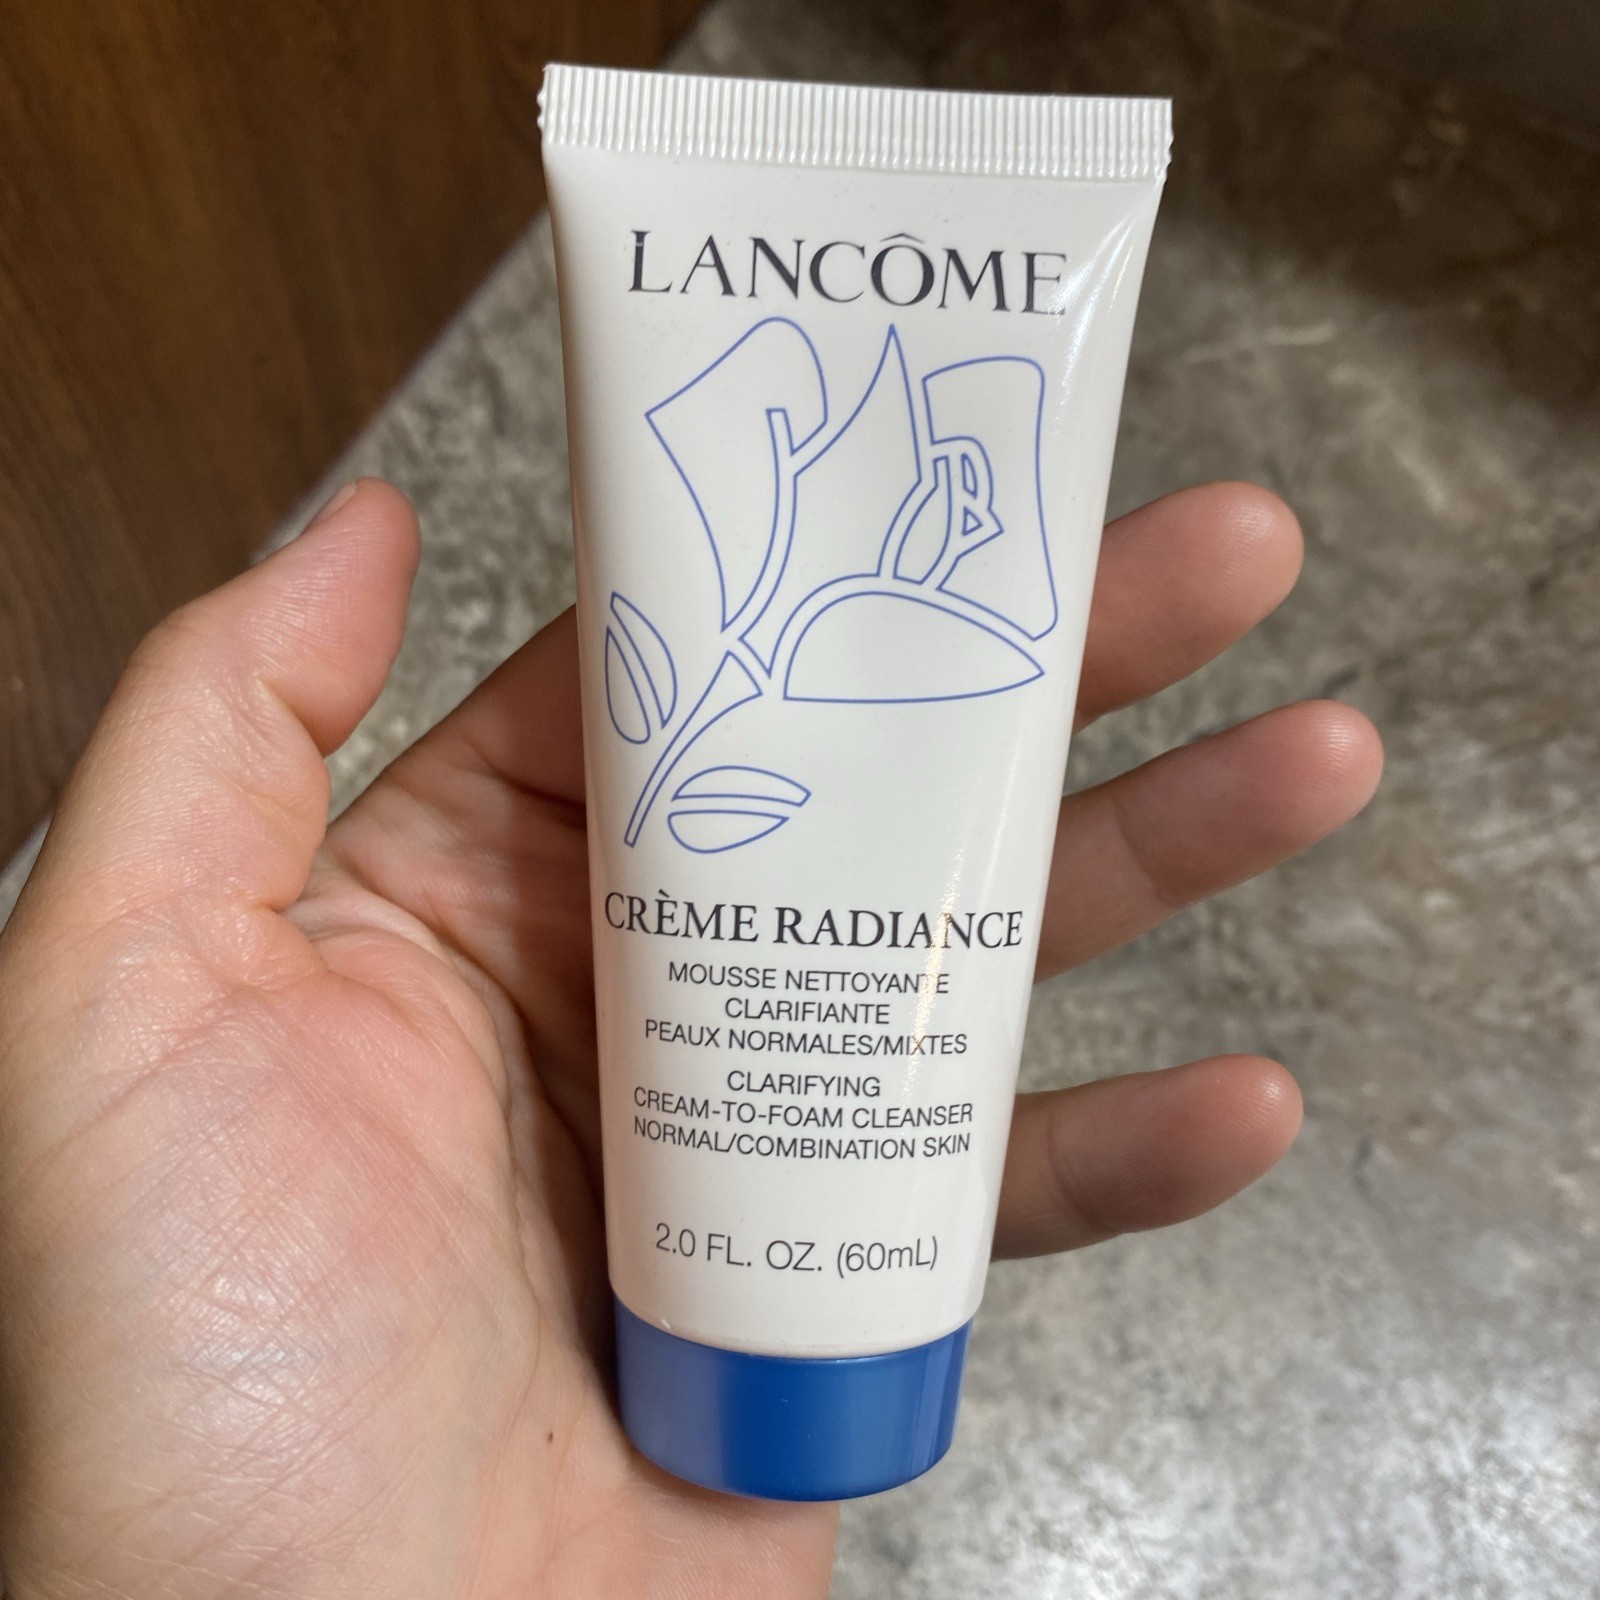 LANCÔME
CRÈME RADIANCE
MOUSSE NETTOYANTE
CLARIFIANTE
PEAUX NORMALES/MIXTES
CLARIFYING
CREAM-TO-FOAM CLEANSER
NORMAL/COMBINATION SKIN
2.0 FL. OZ. (60mL)